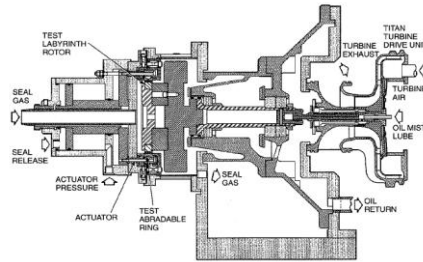 TEST
LABYRINTH
ROTOR
SEAL
GAS
SEAL
RELEASE
ACTUATOR
PRESSURE
ACTUATOR
TEST
ABRADABLE
RING
SEAL
GAS
TURBINE
EXHAUST
TITAN
TURBINE
DRIVE UNIT
TURBINE
AIR
OIL MIST
LUBE
OIL
RETURN